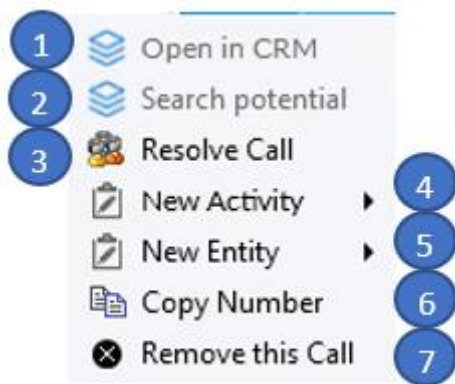 1 Open in CRM
2 Search potential
3 Resolve Call
New Activity 4
New Entity 5
Copy Number 6
Remove this Call 7